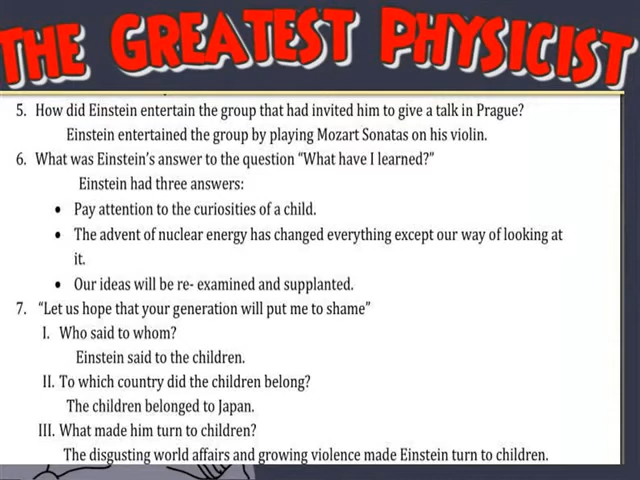 THE GREATEST PHYSICIST
5. How did Einstein entertain the group that had invited him to give a talk in Prague?
Einstein entertained the group by playing Mozart Sonatas on his violin.
6. What was Einstein's answer to the question “What have I learned?”
Einstein had three answers:
• Pay attention to the curiosities of a child.
• The advent of nuclear energy has changed everything except our way of looking at
it.
• Our ideas will be re- examined and supplanted.
7. “Let us hope that your generation will put me to shame”
I. Who said to whom?
Einstein said to the children.
II. To which country did the children belong?
The children belonged to Japan.
III. What made him turn to children?
The disgusting world affairs and growing violence made Einstein turn to children.